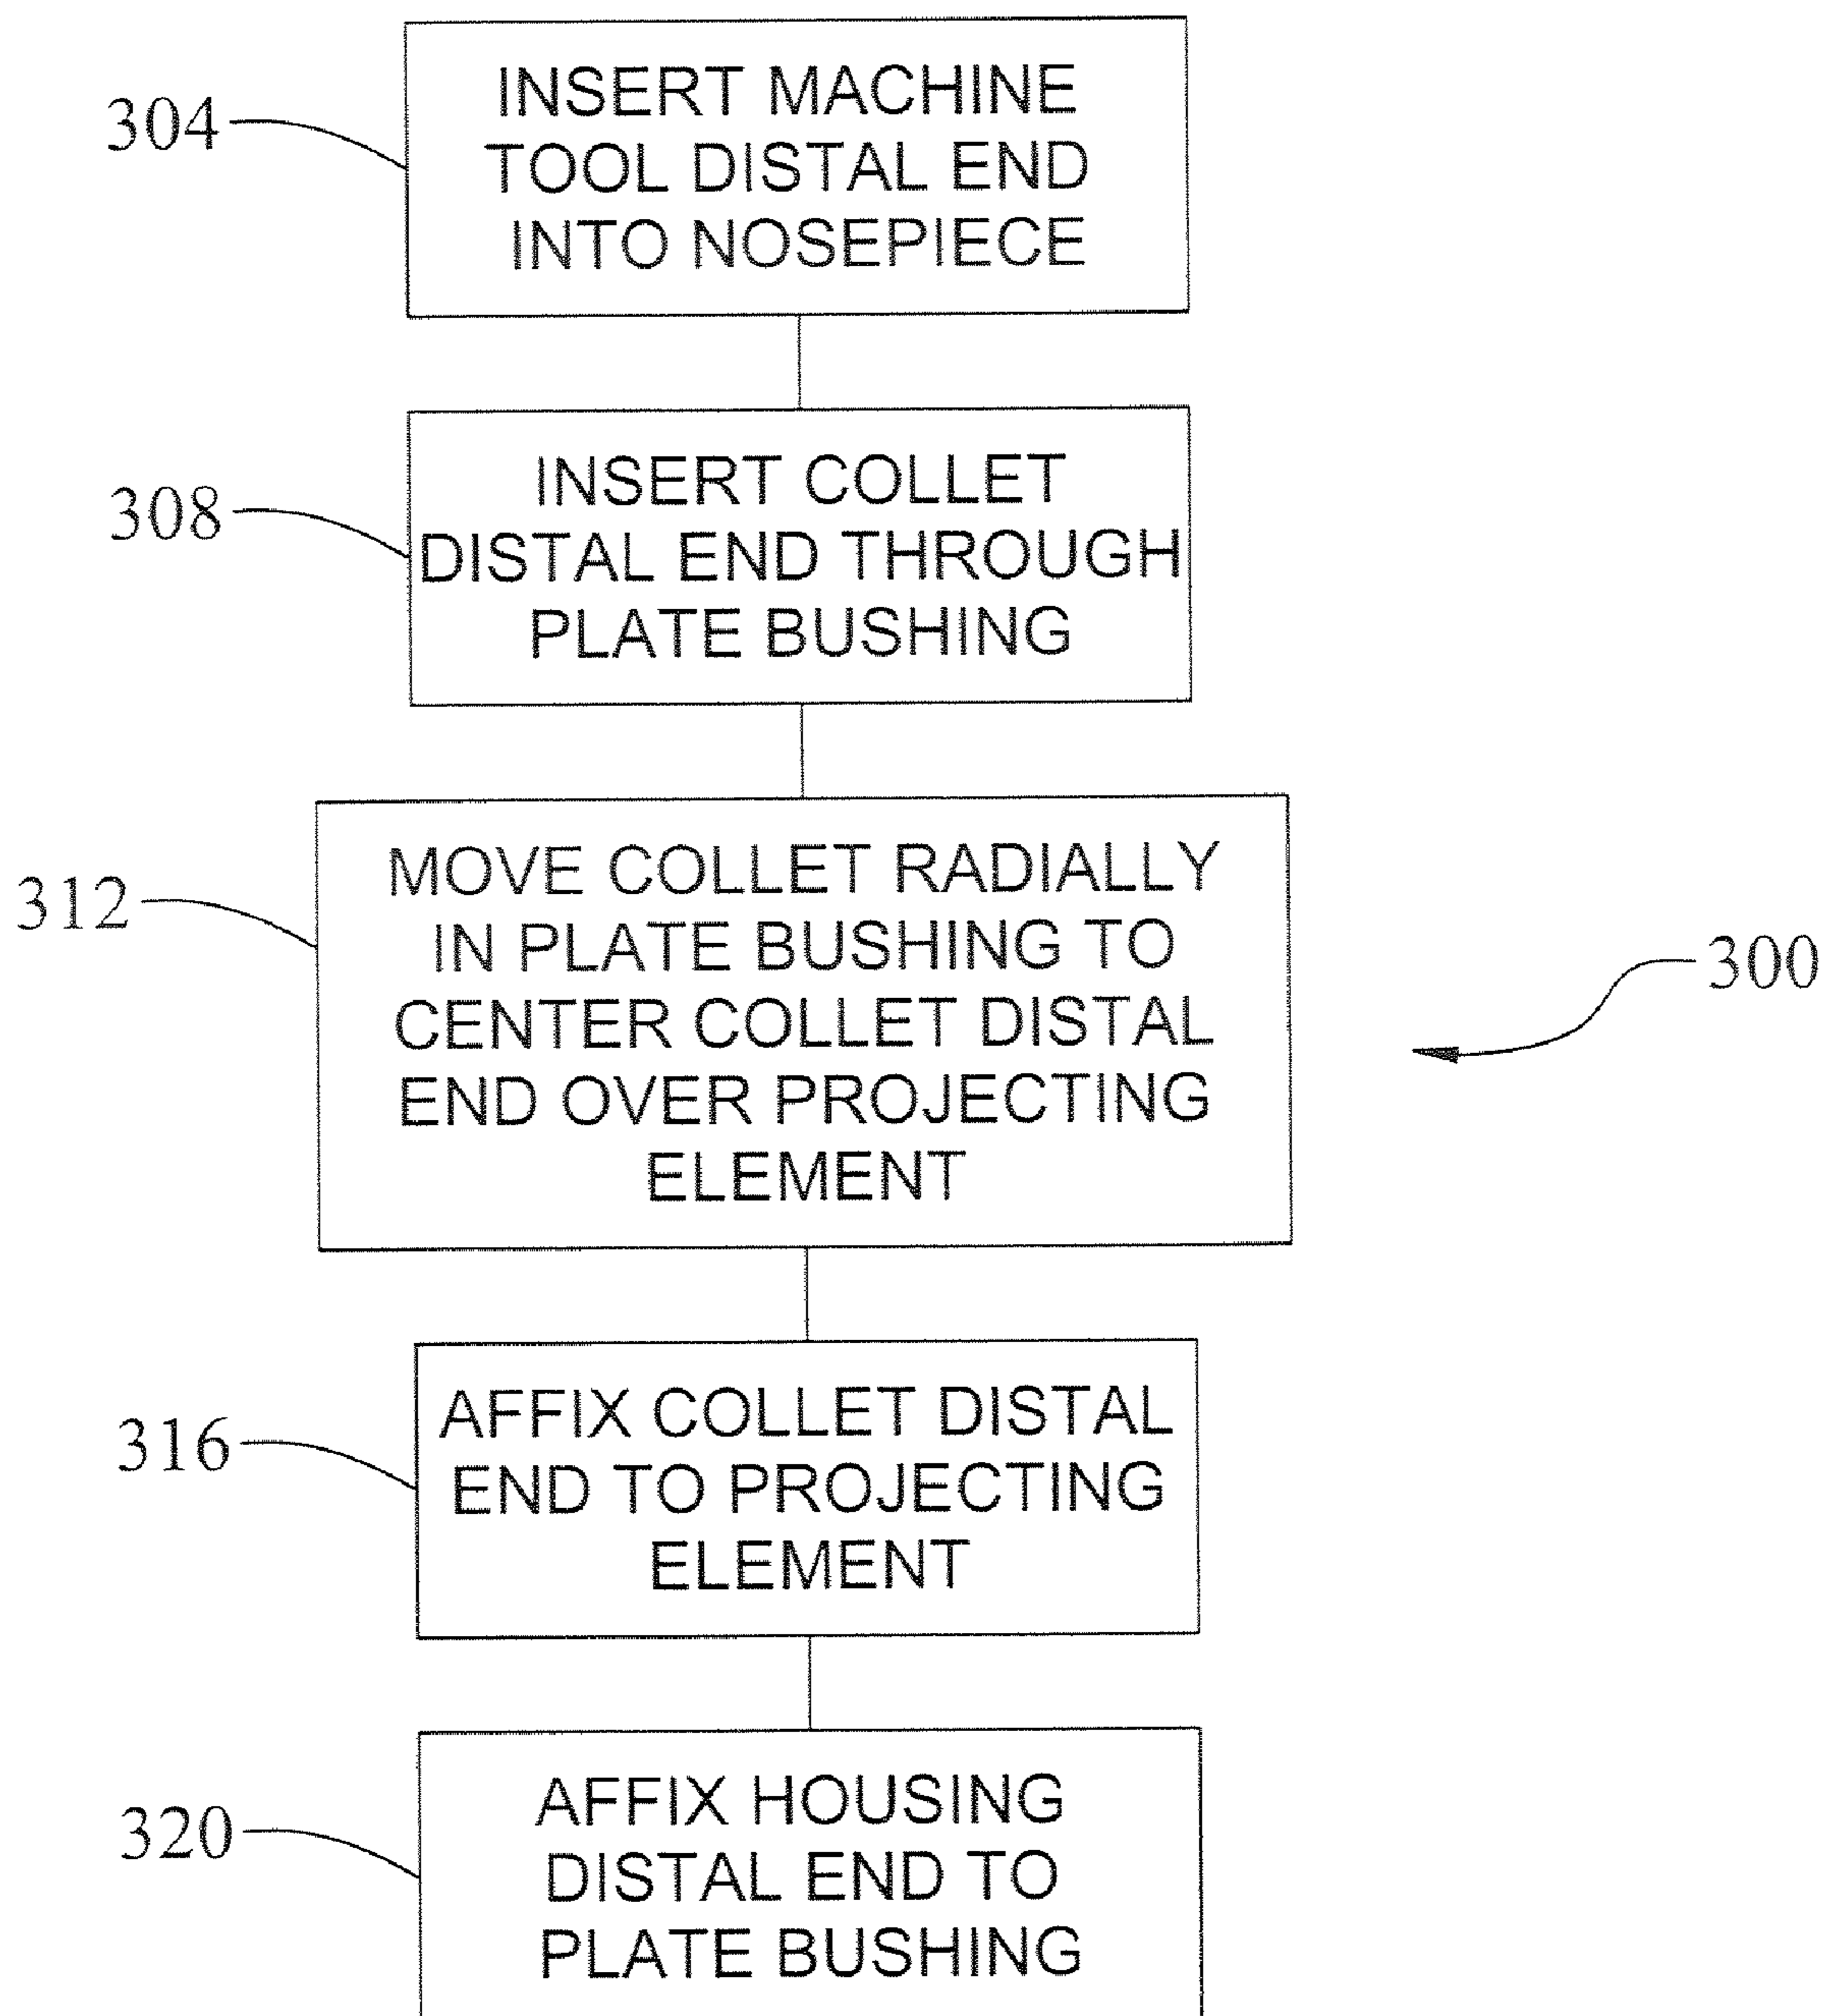 304
INSERT MACHINE
TOOL DISTAL END
INTO NOSEPIECE
308
INSERT COLLET
DISTAL END THROUGH
PLATE BUSHING
312
MOVE COLLET RADIALLY
IN PLATE BUSHING TO
CENTER COLLET DISTAL
END OVER PROJECTING
ELEMENT
300
316
AFFIX COLLET DISTAL
END TO PROJECTING
ELEMENT
320
AFFIX HOUSING
DISTAL END TO
PLATE BUSHING